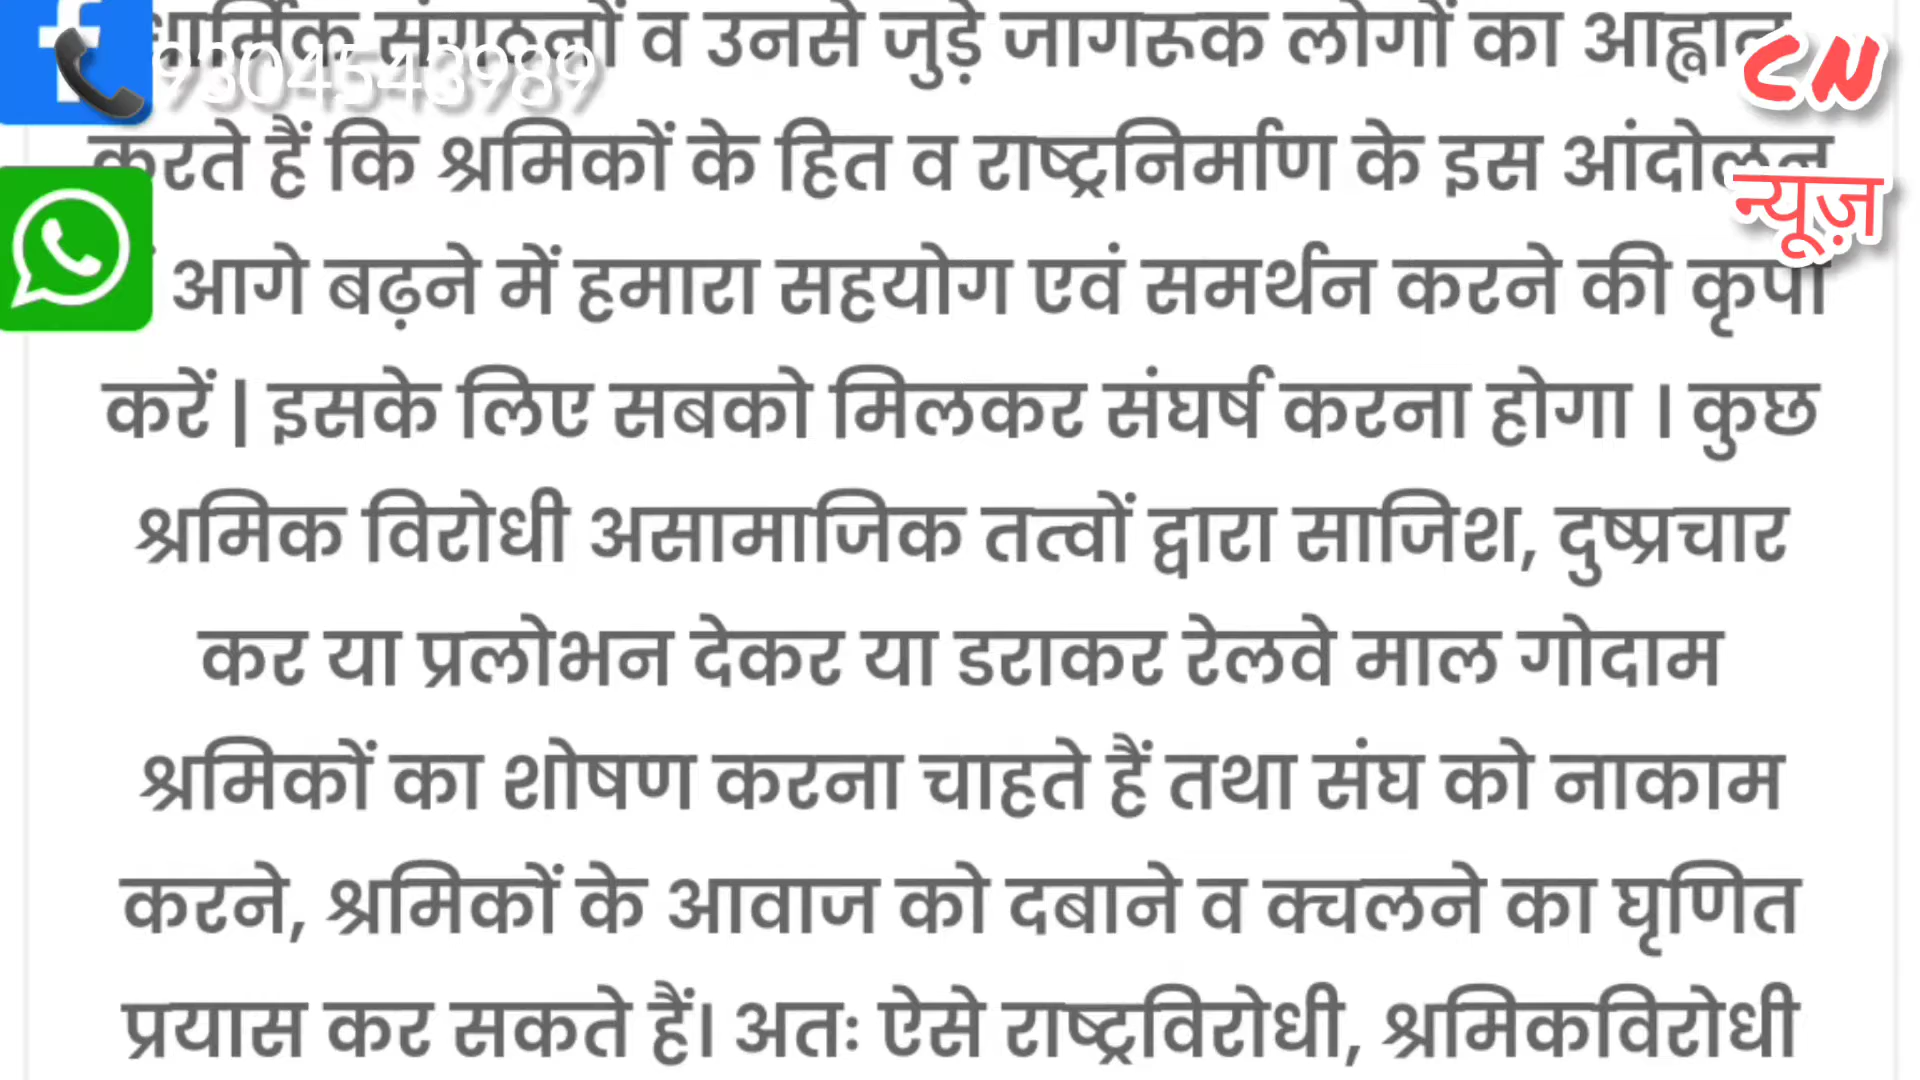 धार्मिक संगठनों व उनसे जुड़े जागरूक लोगों का आह्वान
9304543989
CN
करते हैं कि श्रमिकों के हित व राष्ट्रनिर्माण के इस आंदोलन
न्यूज़
आगे बढ़ने में हमारा सहयोग एवं समर्थन करने की कृपा
करें | इसके लिए सबको मिलकर संघर्ष करना होगा । कुछ
श्रमिक विरोधी असामाजिक तत्वों द्वारा साजिश, दुष्प्रचार
कर या प्रलोभन देकर या डराकर रेलवे माल गोदाम
श्रमिकों का शोषण करना चाहते हैं तथा संघ को नाकाम
करने, श्रमिकों के आवाज को दबाने व क्चलने का घृणित
प्रयास कर सकते हैं। अतः ऐसे राष्ट्रविरोधी, श्रमिकविरोधी